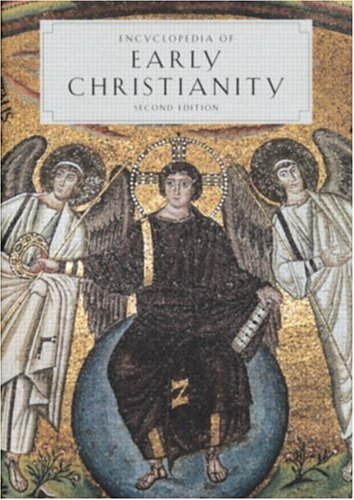 ENCYCLOPEDIA OF
EARLY
CHRISTIANITY
SECOND EDITION
Z